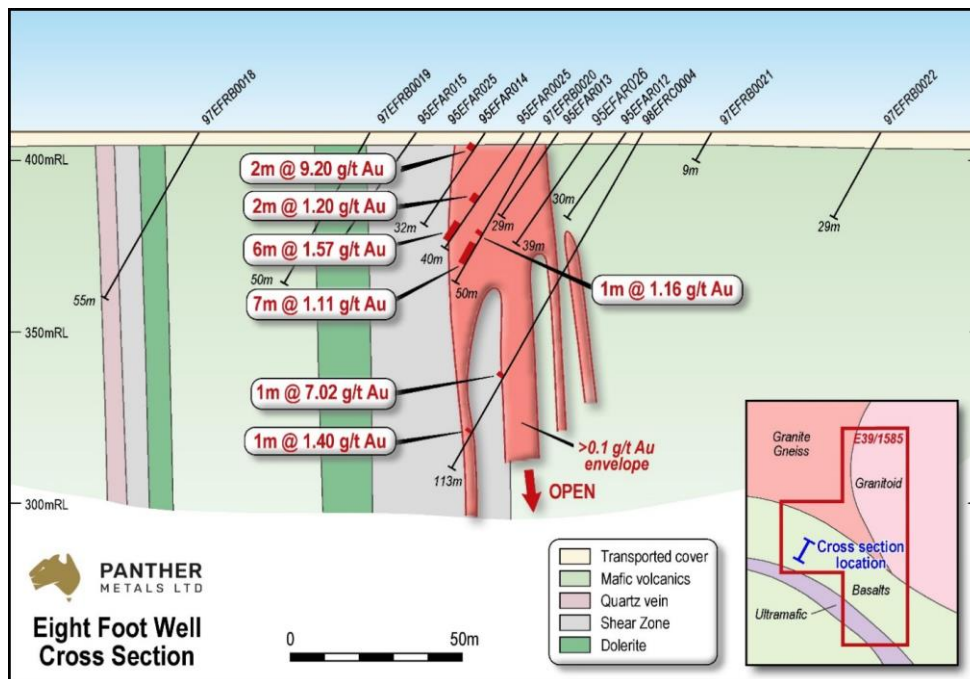 97EFRB0018
97EFRB0019
95EFAR015
95EFAR025
95EFAR014
95EFAR0025
97EFRB0020
95EFAR013
95EFAR026
95EFAR012
98EFRC0004
97EFRB0021
97EFRB0022
400mRL
350mRL
300mRL
2m @ 9.20 g/t Au
2m @ 1.20 g/t Au
6m @ 1.57 g/t Au
7m @ 1.11 g/t Au
1m @ 7.02 g/t Au
1m @ 1.40 g/t Au
1m @ 1.16 g/t Au
55m
50m
32m
40m
50m
29m
39m
30m
9m
29m
113m
>0.1 g/t Au
envelope
OPEN
PANTHER
METALS LTD
Eight Foot Well
Cross Section
0
50m
Transported cover
Mafic volcanics
Quartz vein
Shear Zone
Dolerite
Granite
Gneiss
E39/1585
Granitoid
Cross section
location
Basalts
Ultramafic